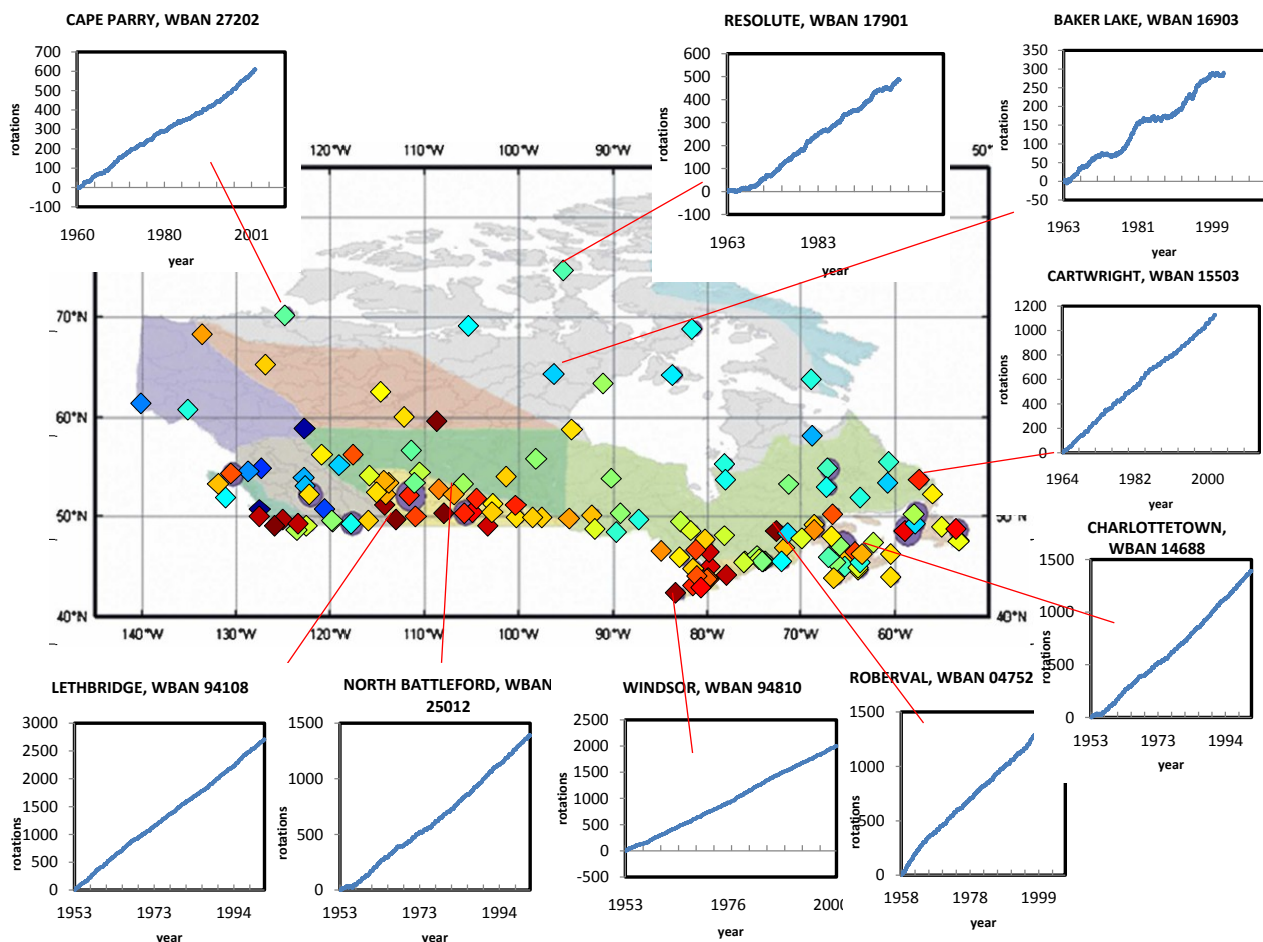 CAPE PARRY, WBAN 27202
700
600
500
400
300
200
100
0
-100
rotations
1960 1980 2001
year
RESOLUTE, WBAN 17901
600
500
400
300
200
100
0
-100
rotations
1963 1983
year
BAKER LAKE, WBAN 16903
350
300
250
200
150
100
50
0
-50
rotations
1963 1981 1999
year
120°W 110°W 100°W 90°W 50°
70°N
60°N
50°N
40°N
140°W 130°W 120°W 110°W 100°W 90°W 80°W 70°W 60°W
50°N
40°N
CARTWRIGHT, WBAN 15503
1200
1000
800
600
400
200
0
rotations
1964 1982 2000
year
CHARLOTTETOWN,
WBAN 14688
1500
1000
500
0
rotations
1953 1973 1994
year
LETHBRIDGE, WBAN 94108
3000
2500
2000
1500
1000
500
0
rotations
1953 1973 1994
year
NORTH BATTLEFORD, WBAN
25012
1500
1000
500
0
rotations
1953 1973 1994
year
WINDSOR, WBAN 94810
2500
2000
1500
1000
500
0
-500
rotations
1953 1976 2000
year
ROBERVAL, WBAN 04752
1500
1000
500
0
rotations
1958 1978 1999
year